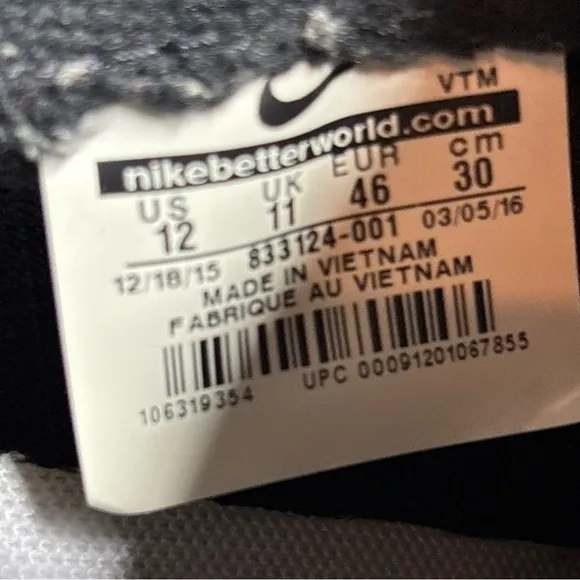 VTM
nikebetterworld.com
US UK EUR cm
12 11 46 30
12/18/15 833124-001 03/05/16
MADE IN VIETNAM
FABRIQUE AU VIETNAM
106319354 UPC 00091201067855